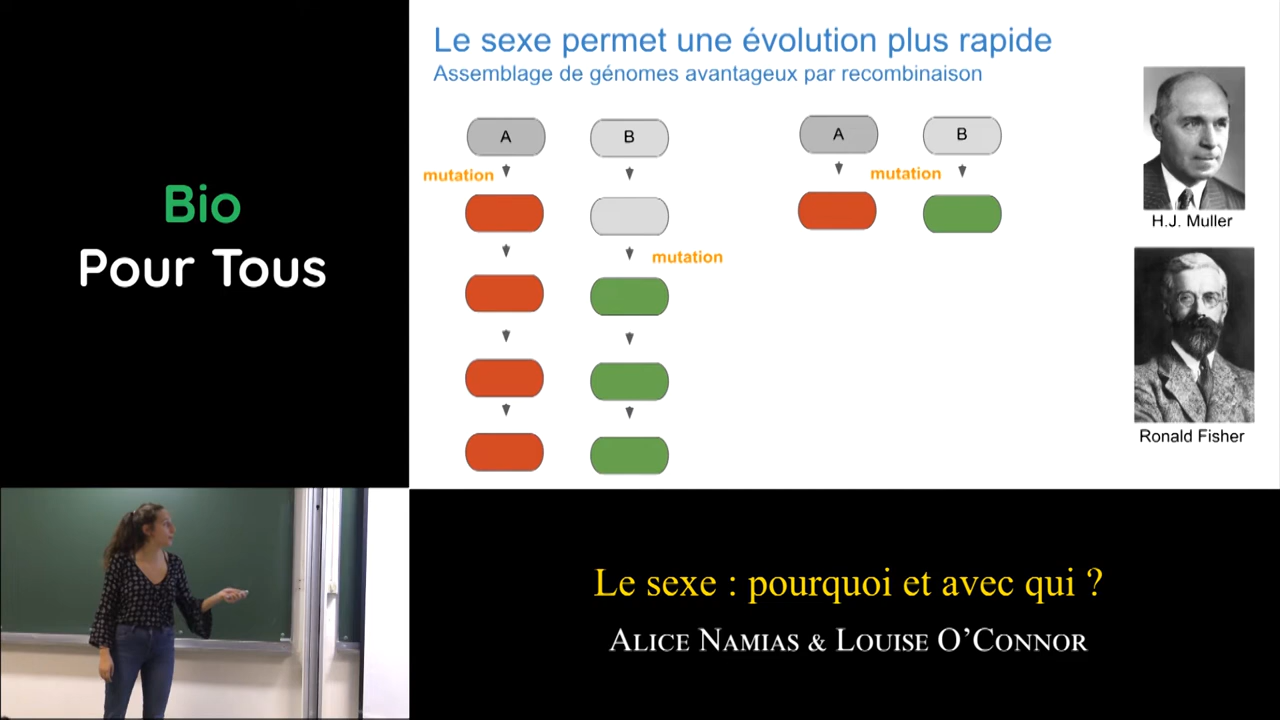 Bio
Pour Tous
Le sexe permet une évolution plus rapide
Assemblage de génomes avantageux par recombinaison
A
B
mutation
mutation
A
B
mutation
H.J. Muller
Ronald Fisher
Le sexe : pourquoi et avec qui ?
Alice Namias & Louise O'Connor